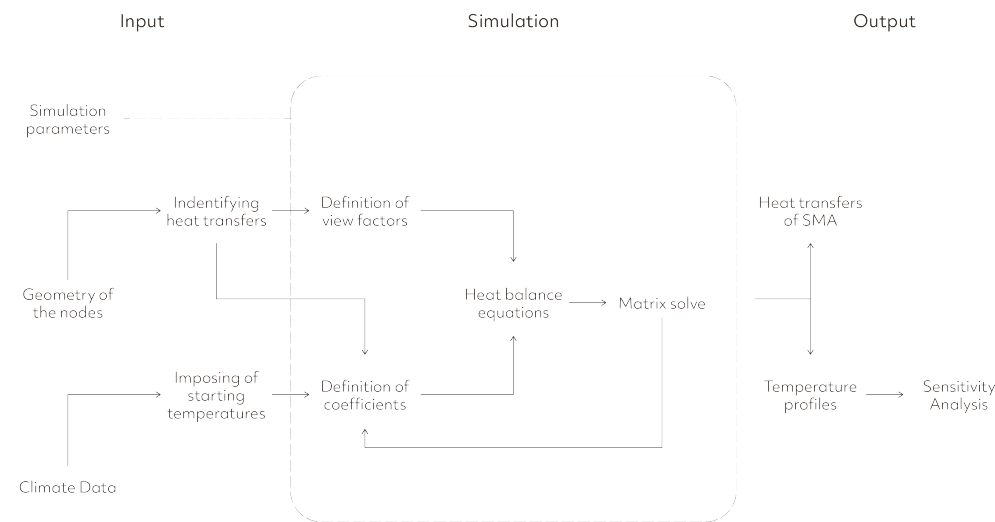 Input
Simulation
Output
Simulation
parameters
Indentifying
heat transfers
Definition of
view factors
Heat transfers
of SMA
Geometry of
the nodes
Heat balance
equations
Matrix solve
Imposing of
starting
temperatures
Definition of
coefficients
Temperature
profiles
Sensitivity
Analysis
Climate Data